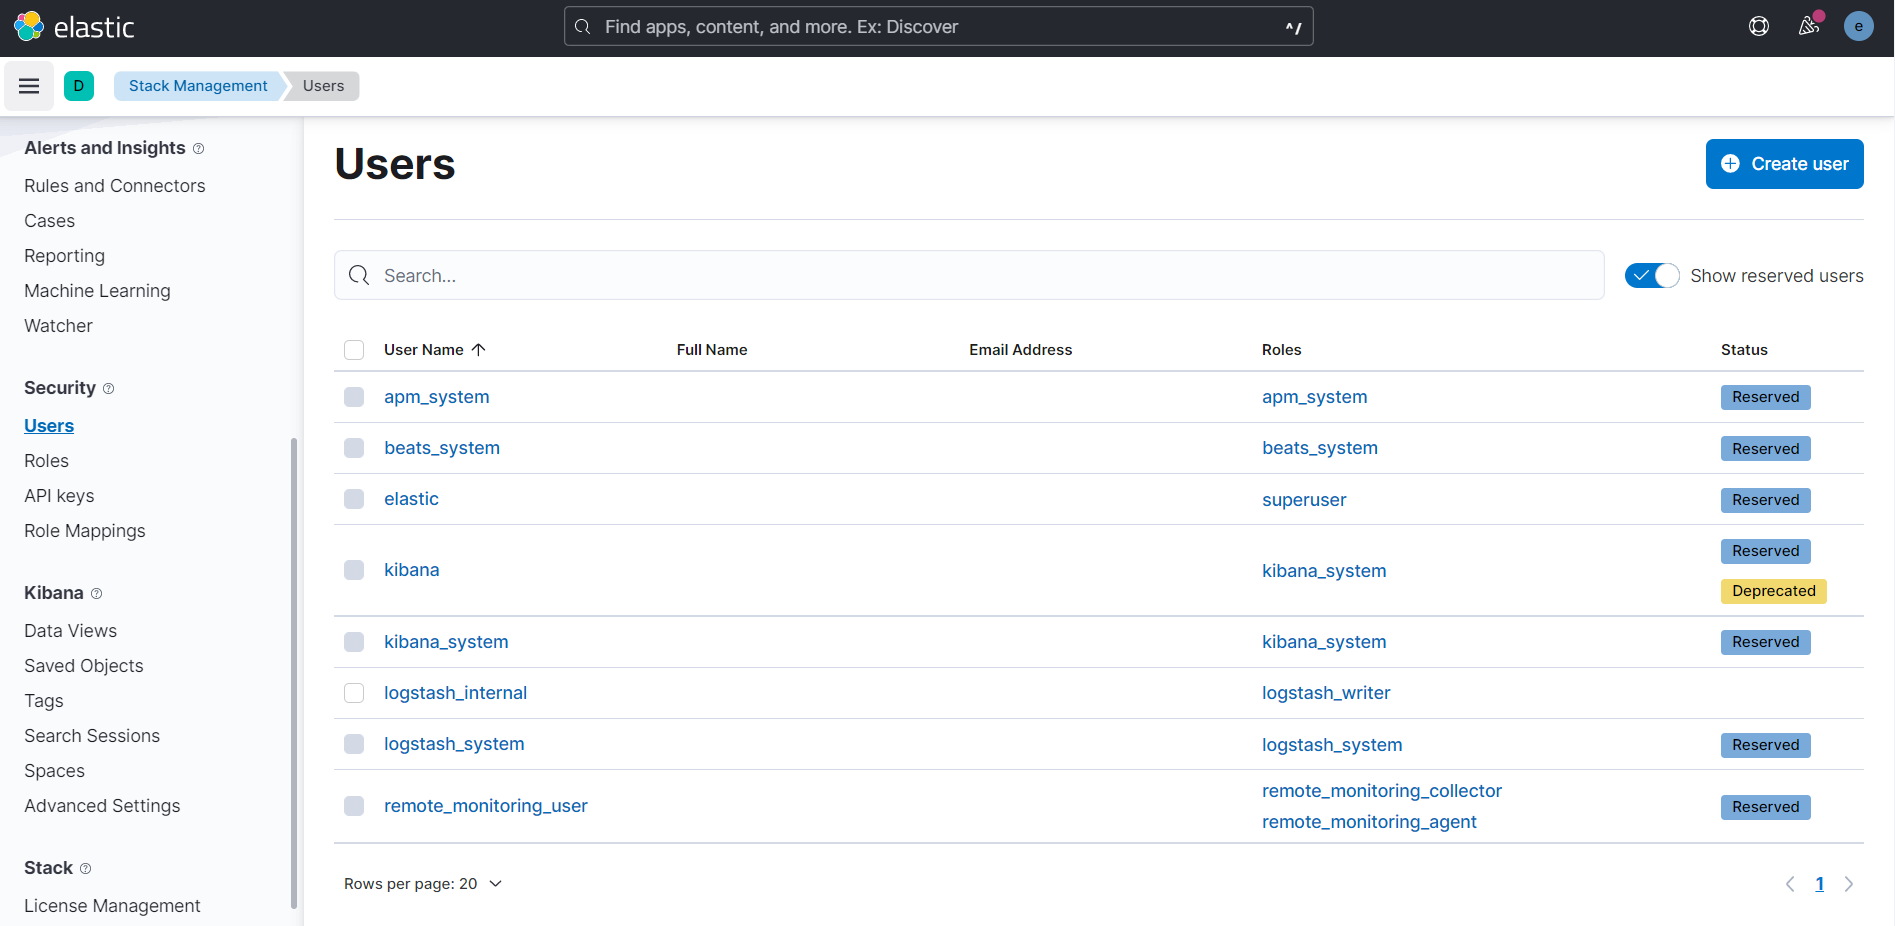 elastic
Find apps, content, and more. Ex: Discover
^/
e
D
Stack Management
Users
Alerts and Insights
Rules and Connectors
Cases
Reporting
Machine Learning
Watcher
Security
Users
Roles
API keys
Role Mappings
Kibana
Data Views
Saved Objects
Tags
Search Sessions
Spaces
Advanced Settings
Stack
License Management
Users
Create user
Search...
Show reserved users
User Name Full Name Email Address Roles Status
apm_system apm_system Reserved
beats_system beats_system Reserved
elastic superuser Reserved
kibana kibana_system Reserved
Deprecated
kibana_system kibana_system Reserved
logstash_internal logstash_writer
logstash_system logstash_system Reserved
remote_monitoring_user remote_monitoring_collector Reserved
remote_monitoring_agent
Rows per page: 20
1